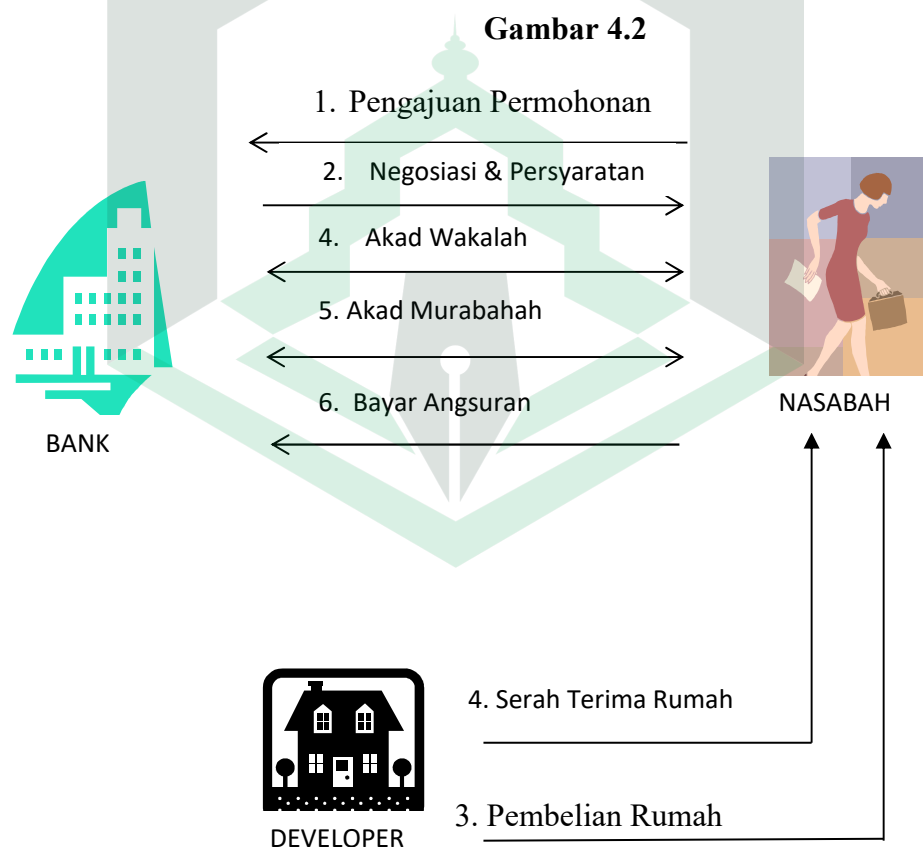 Gambar 4.2
1. Pengajuan Permohonan
2. Negosiasi & Persyaratan
4. Akad Wakalah
5. Akad Murabahah
6. Bayar Angsuran
BANK
NASABAH
4. Serah Terima Rumah
3. Pembelian Rumah
DEVELOPER